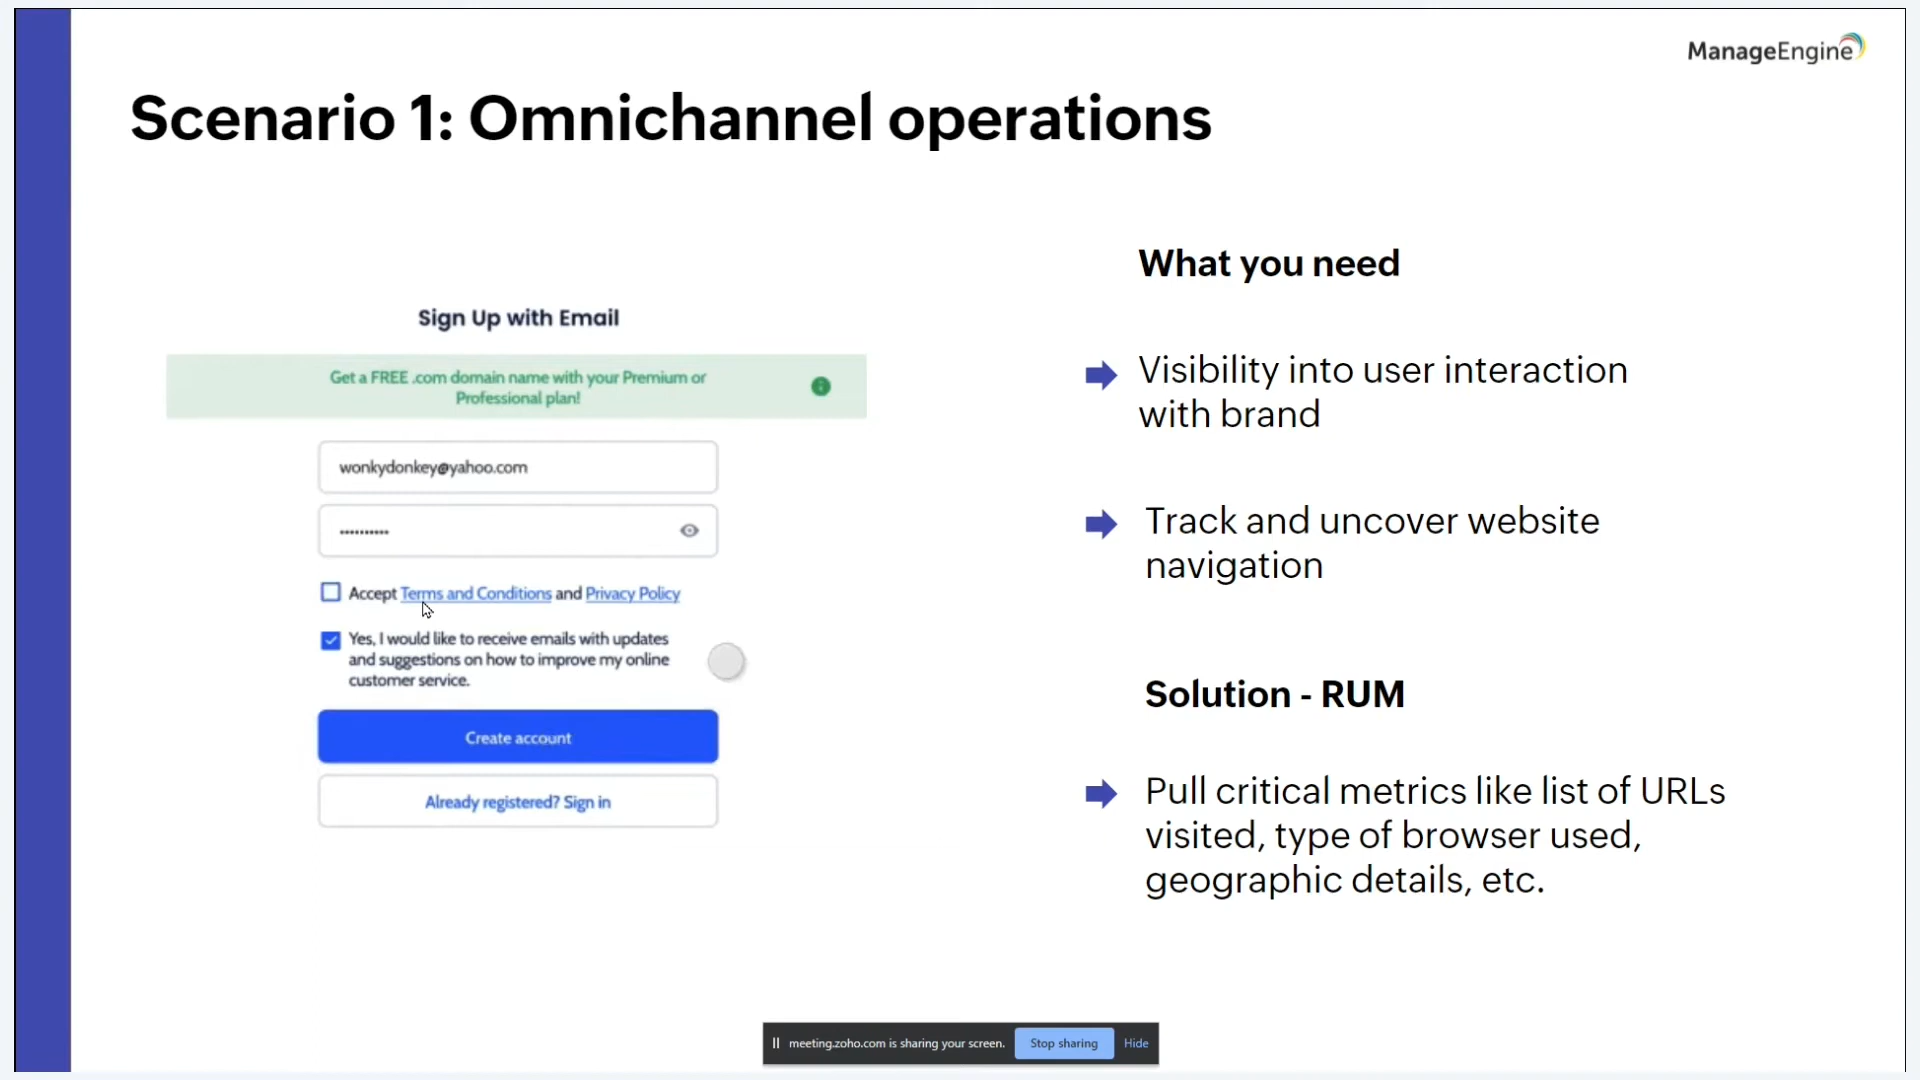 ManageEngine
Scenario 1: Omnichannel operations
Sign Up with Email
Get a FREE .com domain name with your Premium or
Professional plan!
wonkydonkey@yahoo.com
••••••••••
Accept Terms and Conditions and Privacy Policy
Yes, I would like to receive emails with updates
and suggestions on how to improve my online
customer service.
Create account
Already registered? Sign in
What you need
Visibility into user interaction
with brand
Track and uncover website
navigation
Solution - RUM
Pull critical metrics like list of URLs
visited, type of browser used,
geographic details, etc.
meeting.zoho.com is sharing your screen. Stop sharing Hide